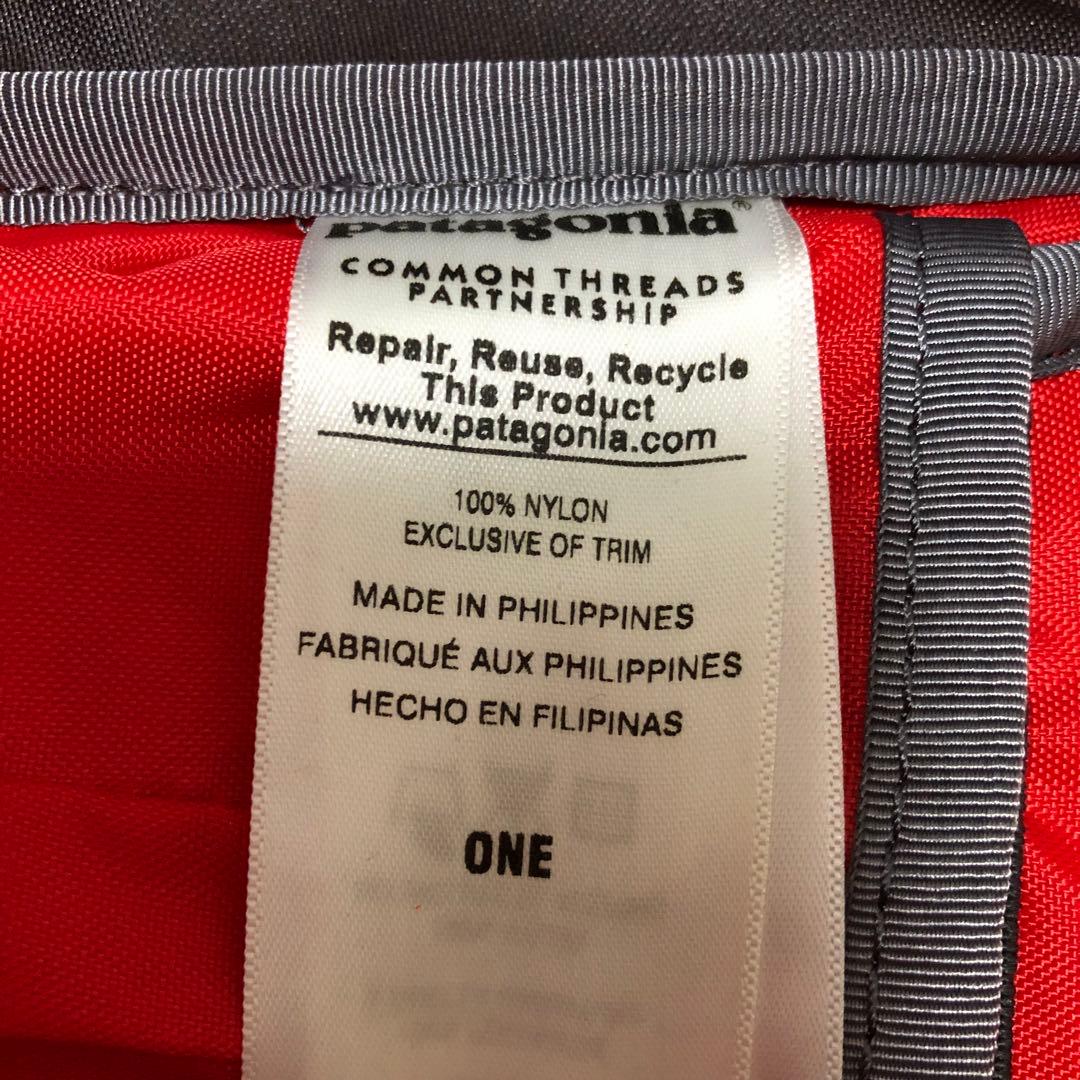 patagonia®
COMMON THREADS
PARTNERSHIP
Repair, Reuse, Recycle
This Product
www.patagonia.com
100% NYLON
EXCLUSIVE OF TRIM
MADE IN PHILIPPINES
FABRIQUÉ AUX PHILIPPINES
HECHO EN FILIPINAS
ONE